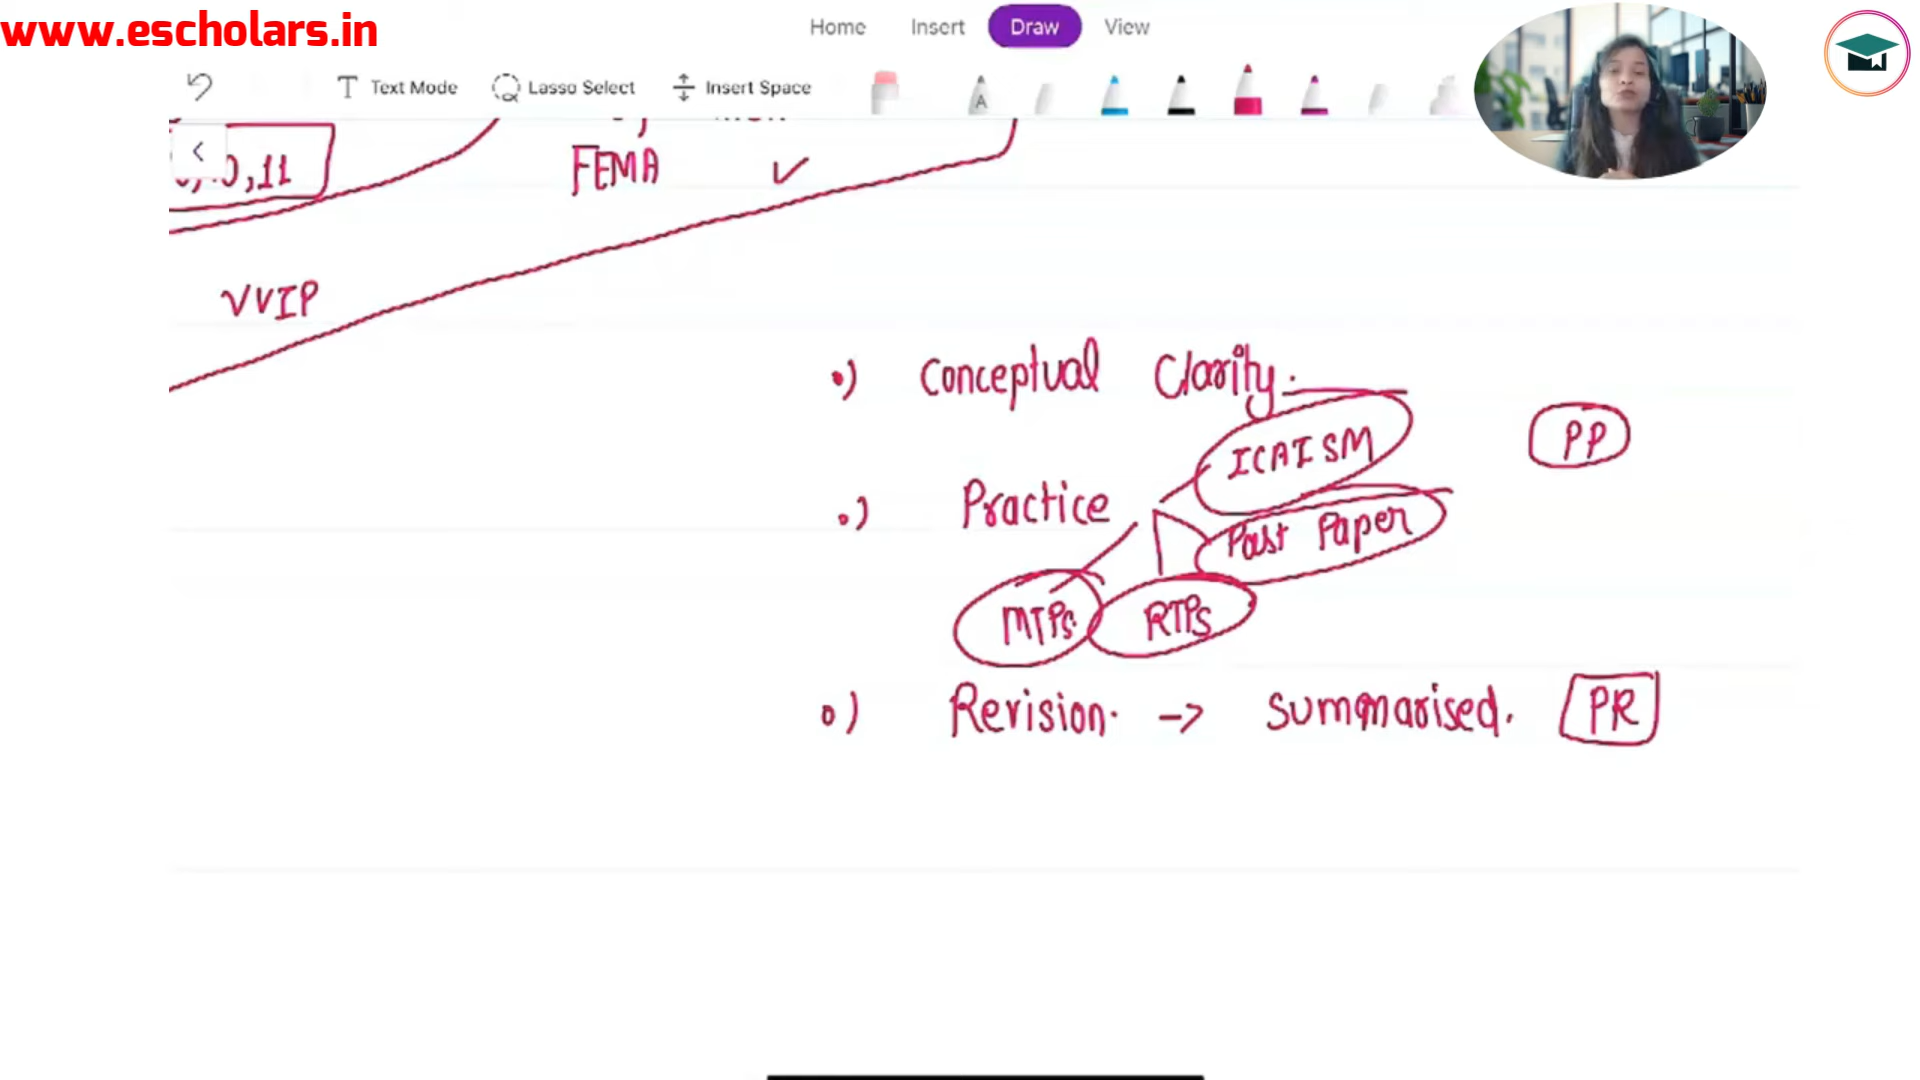 www.escholars.in
Home Insert Draw View
Text Mode Lasso Select Insert Space
A
,11
FEMA
VVIP
Conceptual Clarity.
ICAI SM
PP
Practice
Past Paper
MTPs RTPs
Revision. -> Summarised. PR